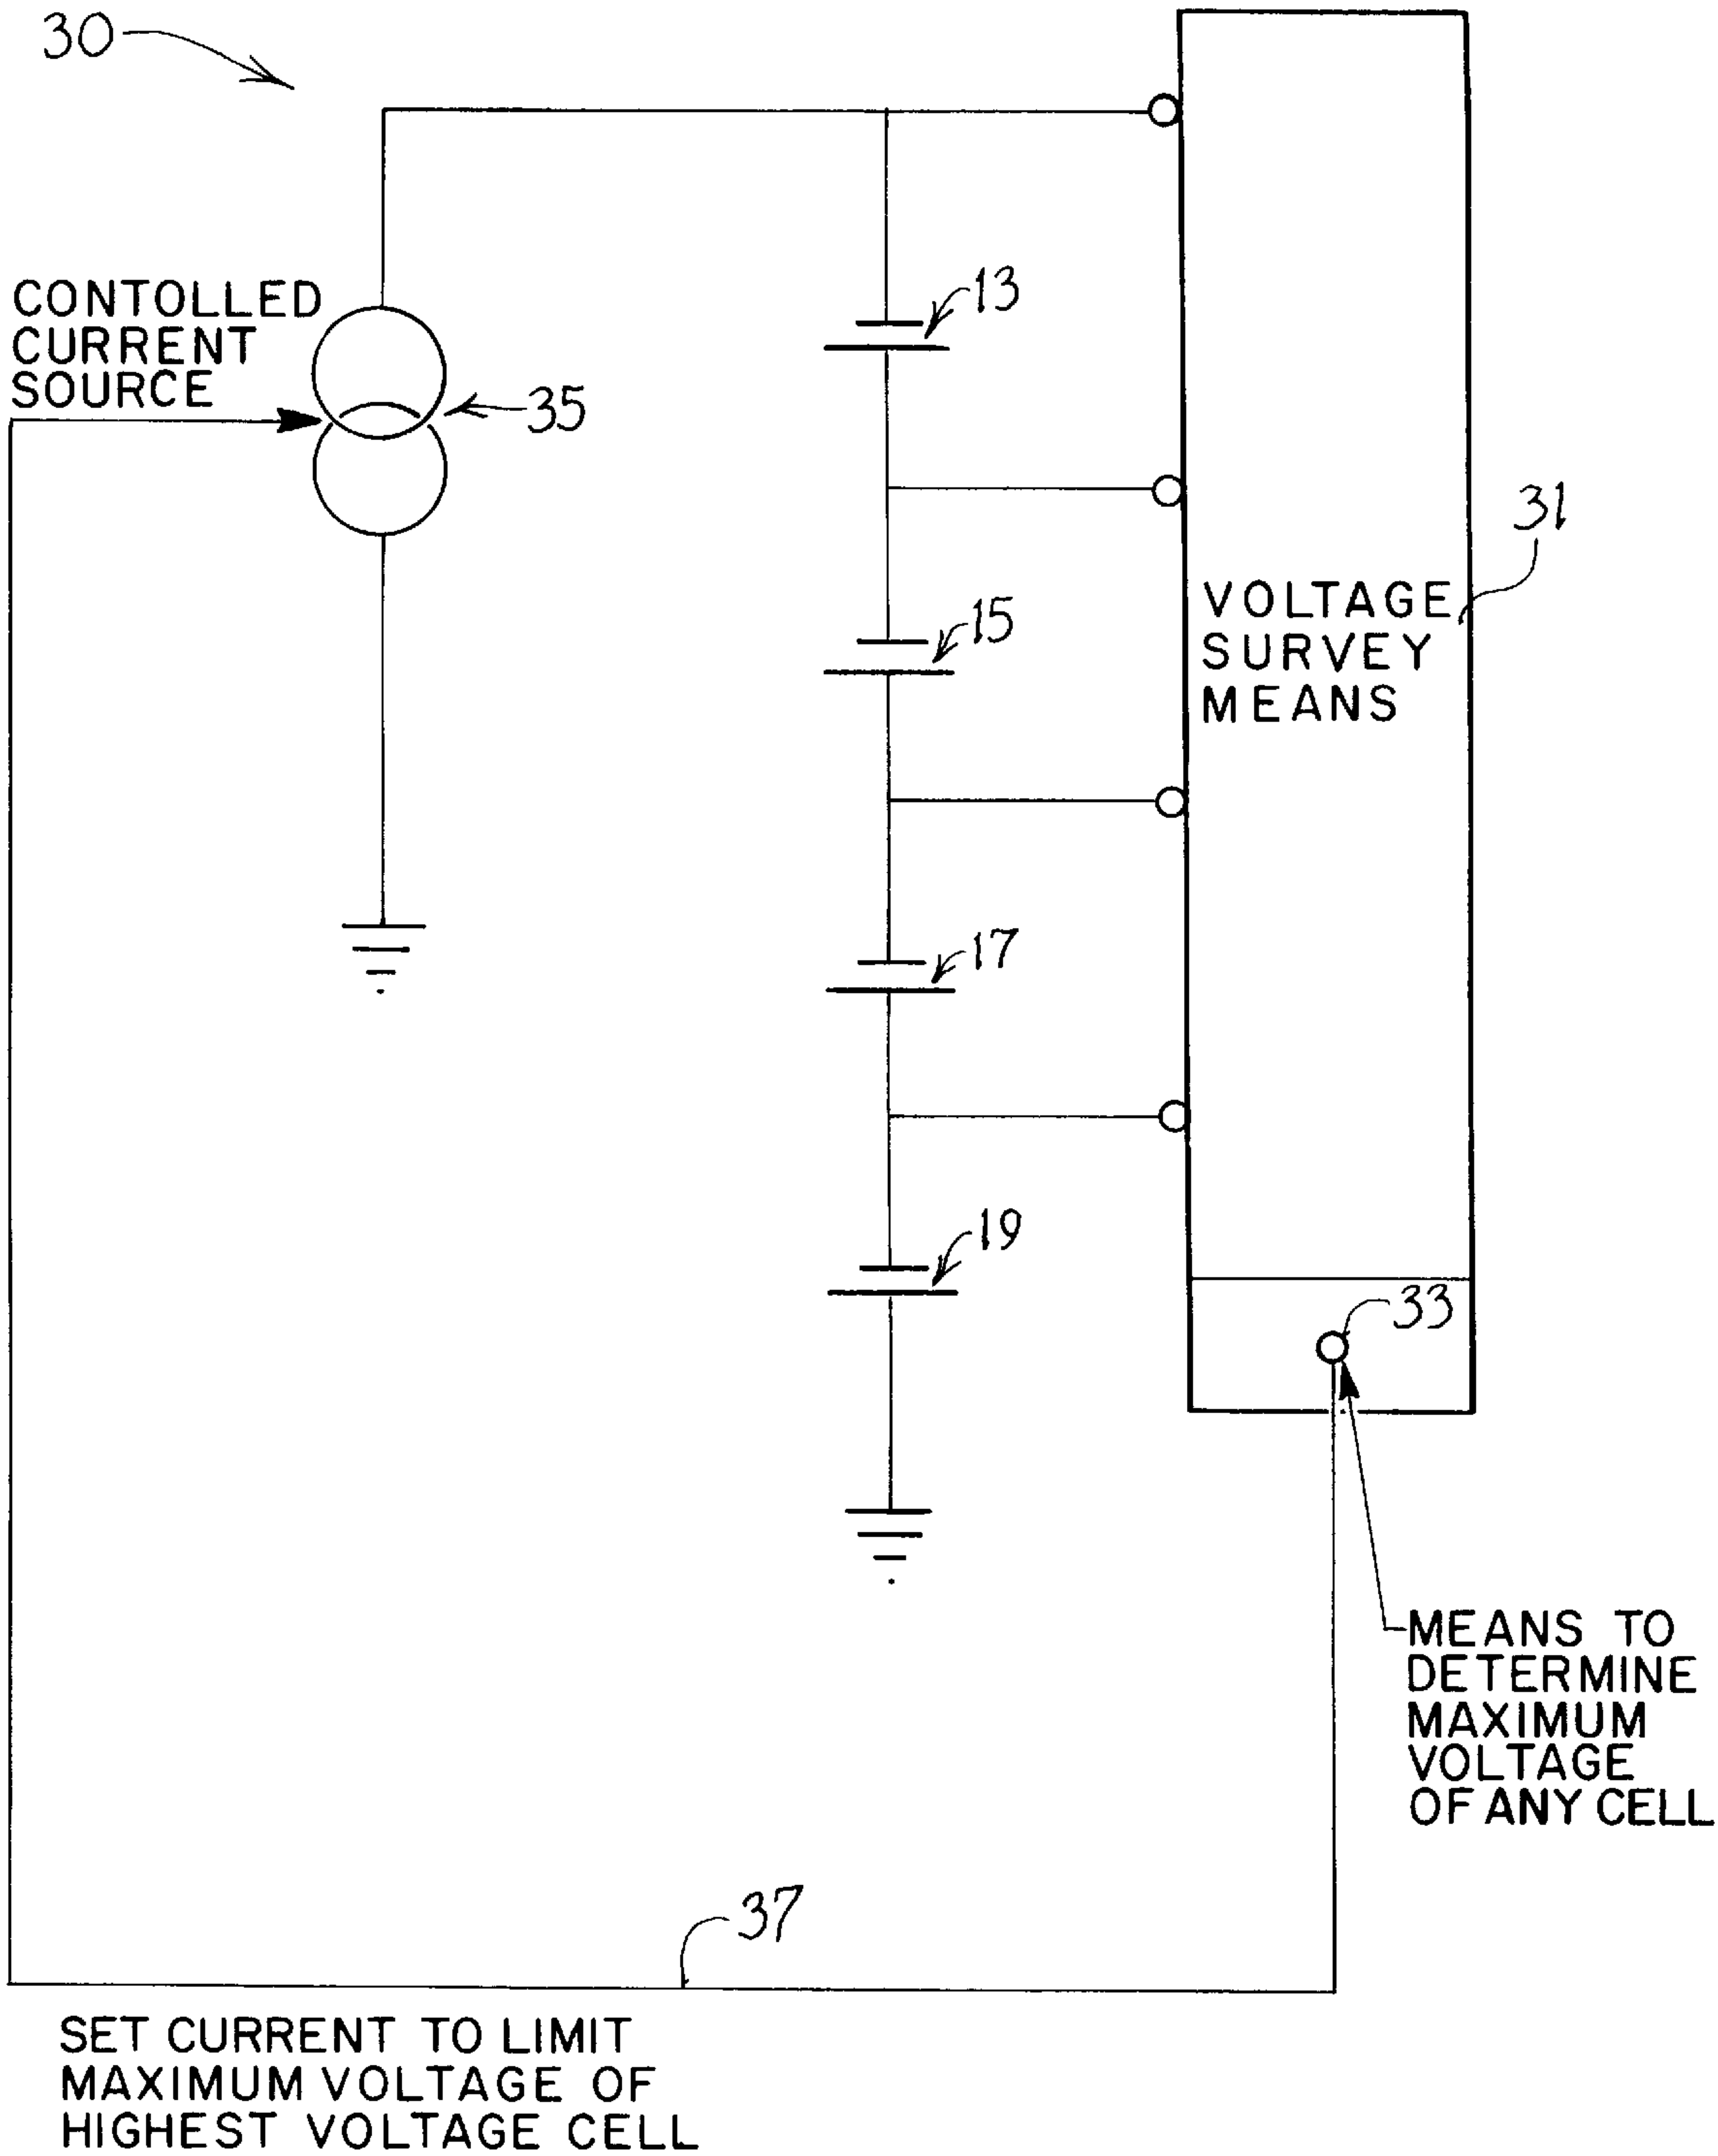 30
13
CONTOLLED
CURRENT
SOURCE
35
31
VOLTAGE
SURVEY
MEANS
15
17
19
33
MEANS TO
DETERMINE
MAXIMUM
VOLTAGE
OF ANY CELL
37
SET CURRENT TO LIMIT
MAXIMUM VOLTAGE OF
HIGHEST VOLTAGE CELL